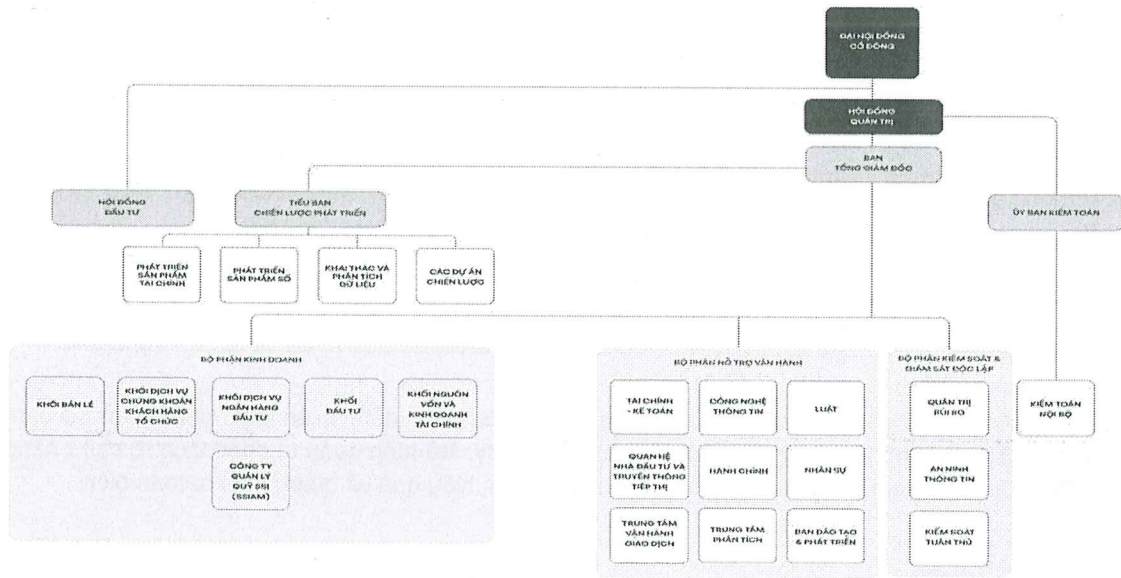 ĐẠI HỘI ĐỒNG
CỔ ĐÔNG
HỘI ĐỒNG
QUẢN TRỊ
BAN
TỔNG GIÁM ĐỐC
HỘI ĐỒNG
ĐẦU TƯ
TIỂU BAN
CHIẾN LƯỢC PHÁT TRIỂN
ỦY BAN KIỂM TOÁN
PHÁT TRIỂN
SẢN PHẨM
TÀI CHÍNH
PHÁT TRIỂN
SẢN PHẨM SỐ
KHAI THÁC VÀ
PHÂN TÍCH
DỮ LIỆU
CÁC DỰ ÁN
CHIẾN LƯỢC
BỘ PHẬN KINH DOANH
KHỐI BÁN LẺ
KHỐI DỊCH VỤ
CHỨNG KHOÁN
KHÁCH HÀNG
TỔ CHỨC
KHỐI DỊCH VỤ
NGÂN HÀNG
ĐẦU TƯ
KHỐI
ĐẦU TƯ
KHỐI NGUỒN
VỐN VÀ
KINH DOANH
TÀI CHÍNH
CÔNG TY
QUẢN LÝ
QUỸ SSI
(SSIAM)
BỘ PHẬN HỖ TRỢ VẬN HÀNH
TÀI CHÍNH
- KẾ TOÁN
CÔNG NGHỆ
THÔNG TIN
LUẬT
QUAN HỆ
NHÀ ĐẦU TƯ VÀ
TRUYỀN THÔNG
TIẾP THỊ
HÀNH CHÍNH
NHÂN SỰ
TRUNG TÂM
VẬN HÀNH
GIAO DỊCH
TRUNG TÂM
PHÂN TÍCH
BAN ĐÀO TẠO
& PHÁT TRIỂN
BỘ PHẬN KIỂM SOÁT &
GIÁM SÁT ĐỘC LẬP
QUẢN TRỊ
RỦI RO
AN NINH
THÔNG TIN
KIỂM SOÁT
TUÂN THỦ
KIỂM TOÁN
NỘI BỘ